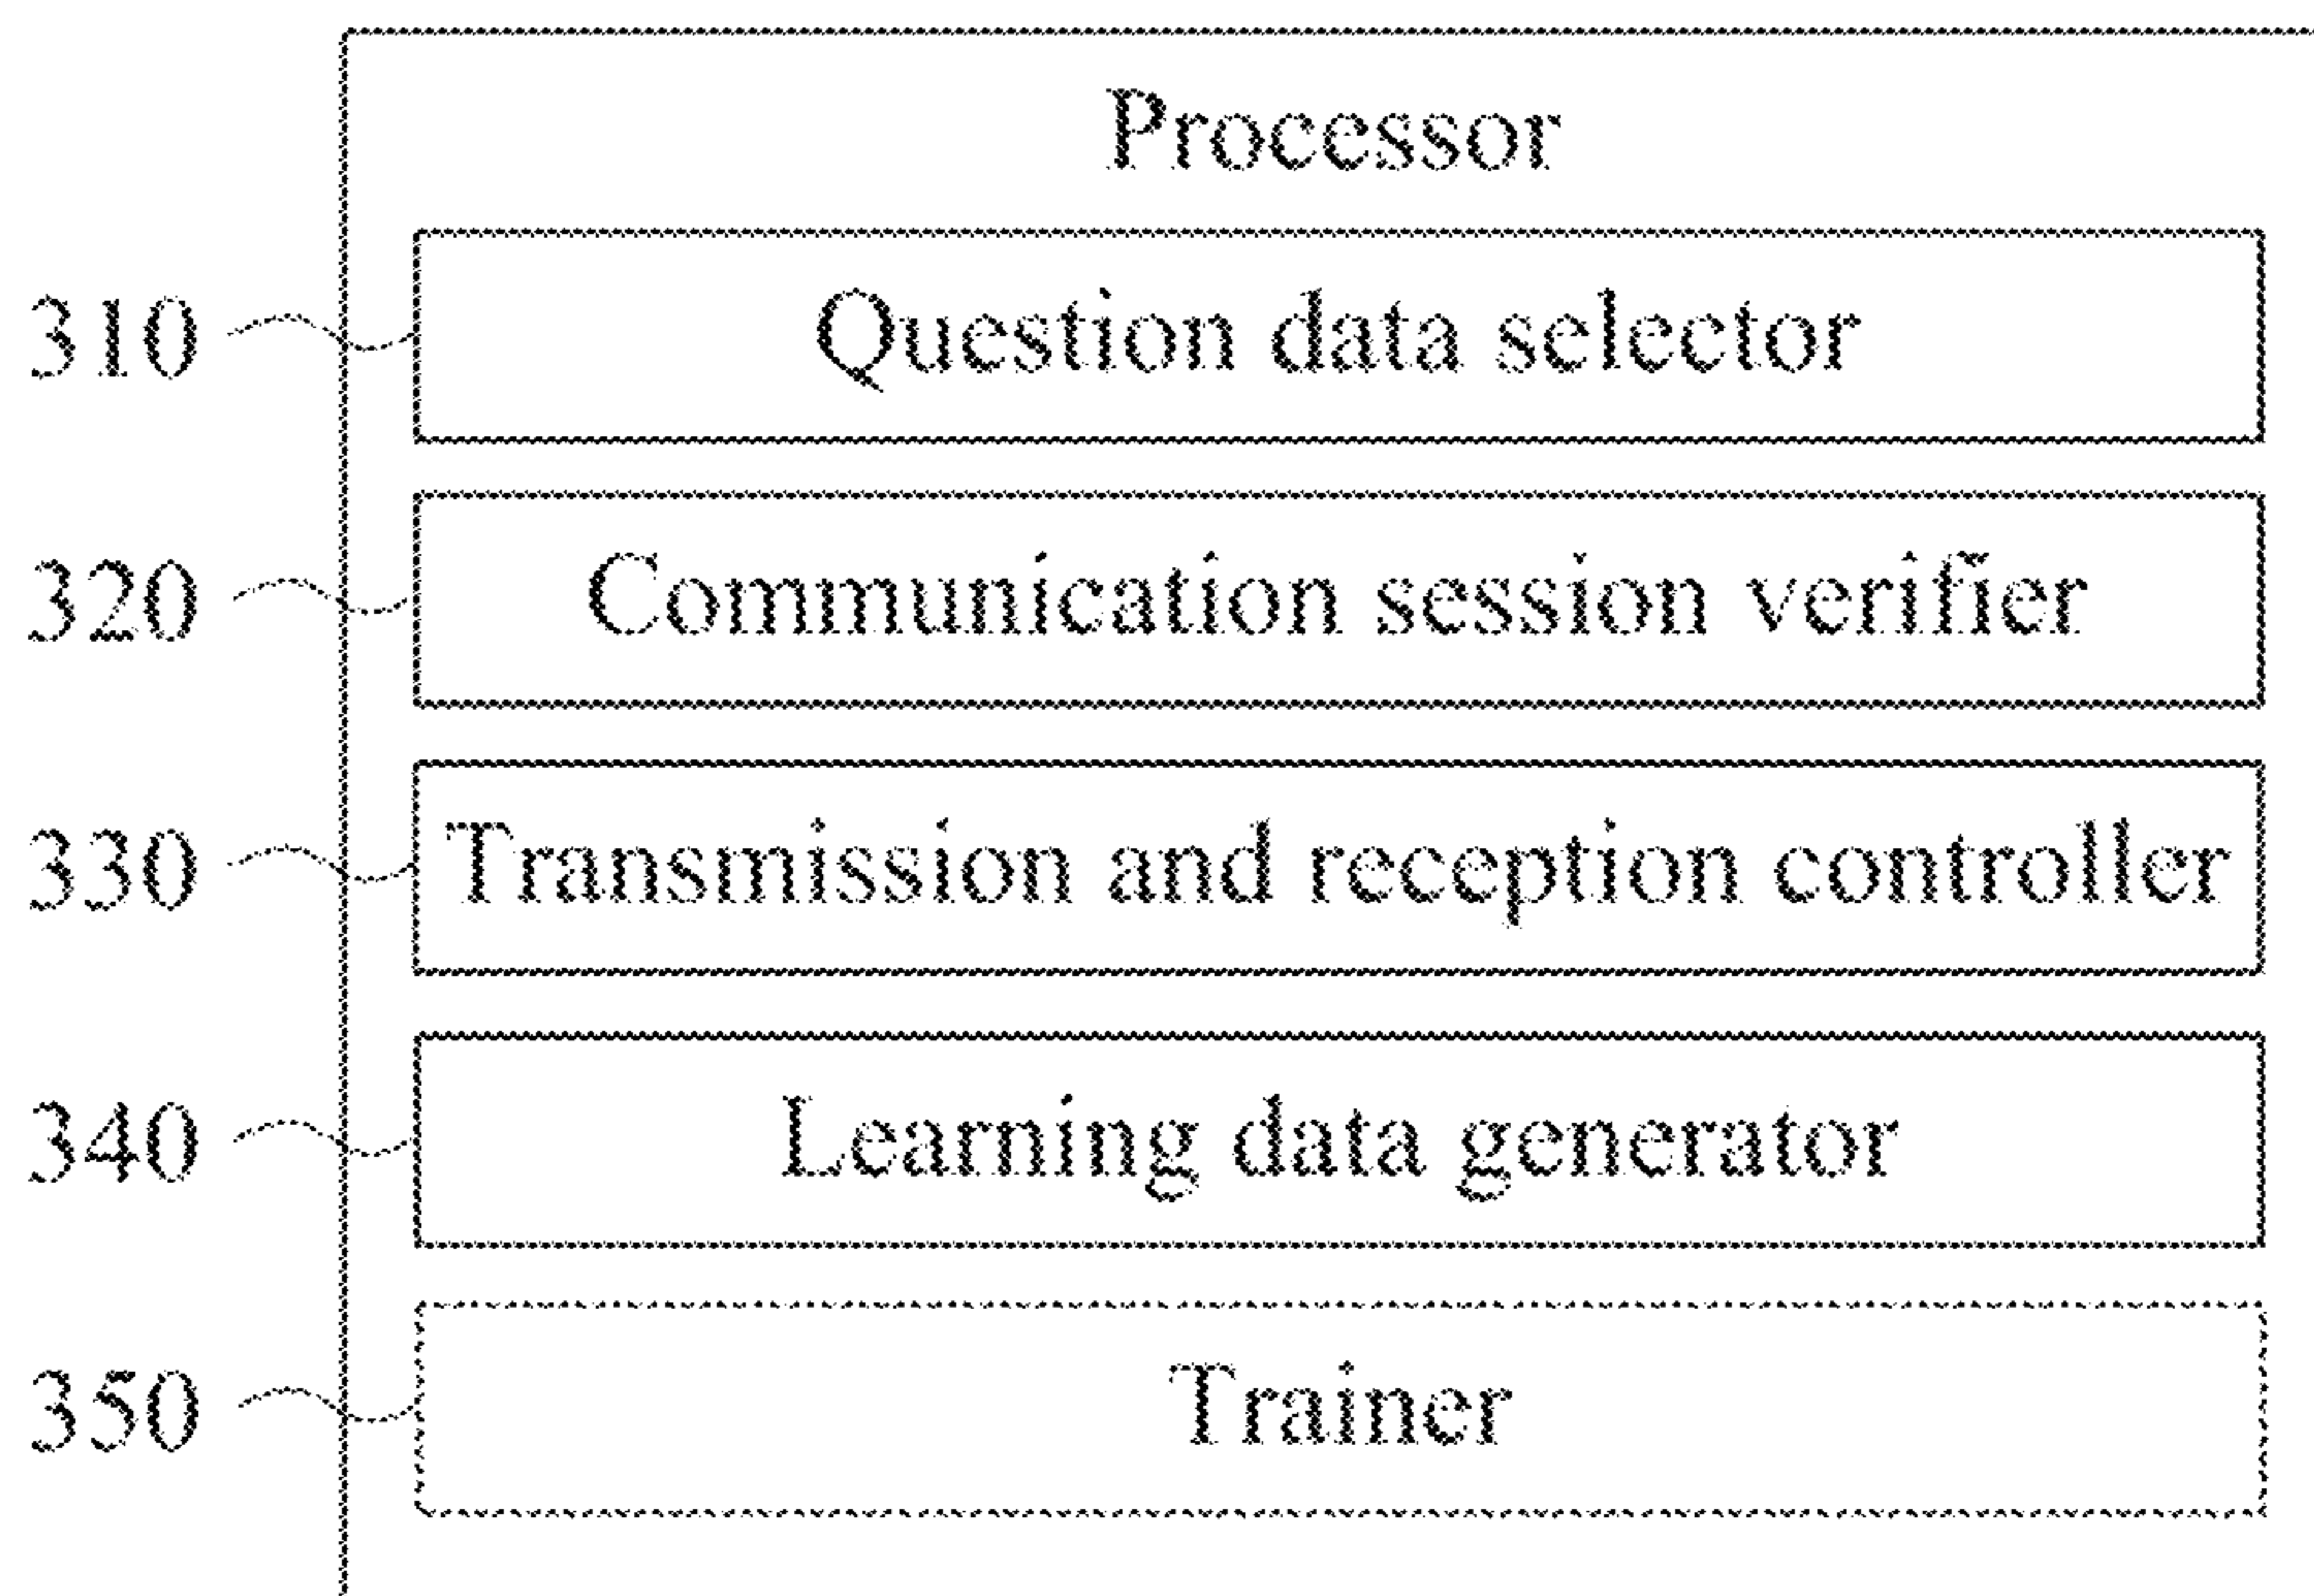 Processor
310 Question data selector
320 Communication session verifier
330 Transmission and reception controller
340 Learning data generator
350 Trainer